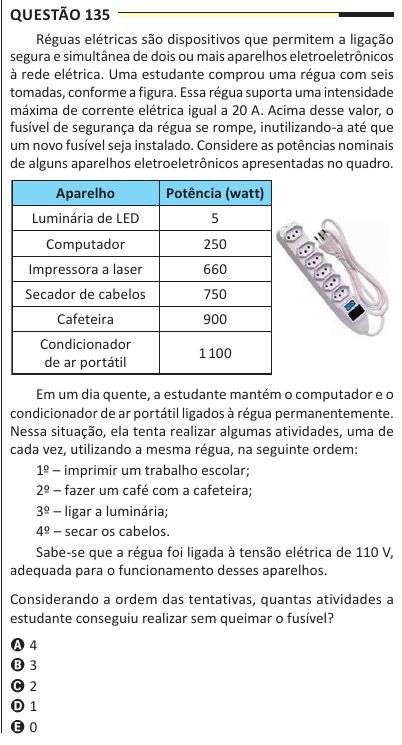 QUESTÃO 135
Réguas elétricas são dispositivos que permitem a ligação
segura e simultânea de dois ou mais aparelhos eletroeletrônicos
à rede elétrica. Uma estudante comprou uma régua com seis
tomadas, conforme a figura. Essa régua suporta uma intensidade
máxima de corrente elétrica igual a 20 A. Acima desse valor, o
fusível de segurança da régua se rompe, inutilizando-a até que
um novo fusível seja instalado. Considere as potências nominais
de alguns aparelhos eletroeletrônicos apresentadas no quadro.
Aparelho Potência (watt)
Luminária de LED 5
Computador 250
Impressora a laser 660
Secador de cabelos 750
Cafeteira 900
Condicionador
de ar portátil 1 100
Em um dia quente, a estudante mantém o computador e o
condicionador de ar portátil ligados à régua permanentemente.
Nessa situação, ela tenta realizar algumas atividades, uma de
cada vez, utilizando a mesma régua, na seguinte ordem:
1º – imprimir um trabalho escolar;
2º – fazer um café com a cafeteira;
3º – ligar a luminária;
4º – secar os cabelos.
Sabe-se que a régua foi ligada à tensão elétrica de 110 V,
adequada para o funcionamento desses aparelhos.
Considerando a ordem das tentativas, quantas atividades a
estudante conseguiu realizar sem queimar o fusível?
A 4
B 3
C 2
D 1
E 0